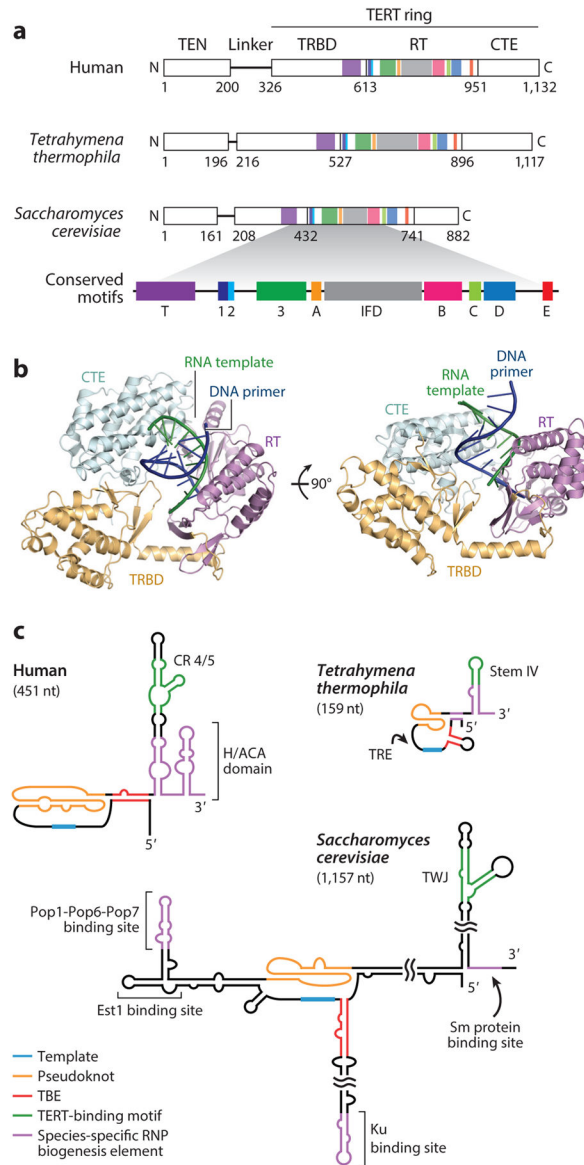 a
TERT ring
TEN Linker TRBD RT CTE
Human N C
1 200 326 613 951 1,132
Tetrahymena
thermophila
N C
1 196 216 527 896 1,117
Saccharomyces
cerevisiae
N C
1 161 208 432 741 882
Conserved
motifs
T 1 2 3 A IFD B C D E
b
CTE
RNA
template
DNA primer
RT
TRBD
90°
CTE
RNA
template
DNA
primer
RT
TRBD
c
Human
(451 nt)
CR 4/5
H/ACA
domain
3′
5′
Tetrahymena
thermophila
(159 nt)
Stem IV
3′
5′
TRE
Saccharomyces
cerevisiae
(1,157 nt)
TWJ
3′
5′
Sm protein
binding site
Pop1-Pop6-Pop7
binding site
Est1 binding site
Ku
binding site
Template
Pseudoknot
TBE
TERT-binding motif
Species-specific RNP
biogenesis element